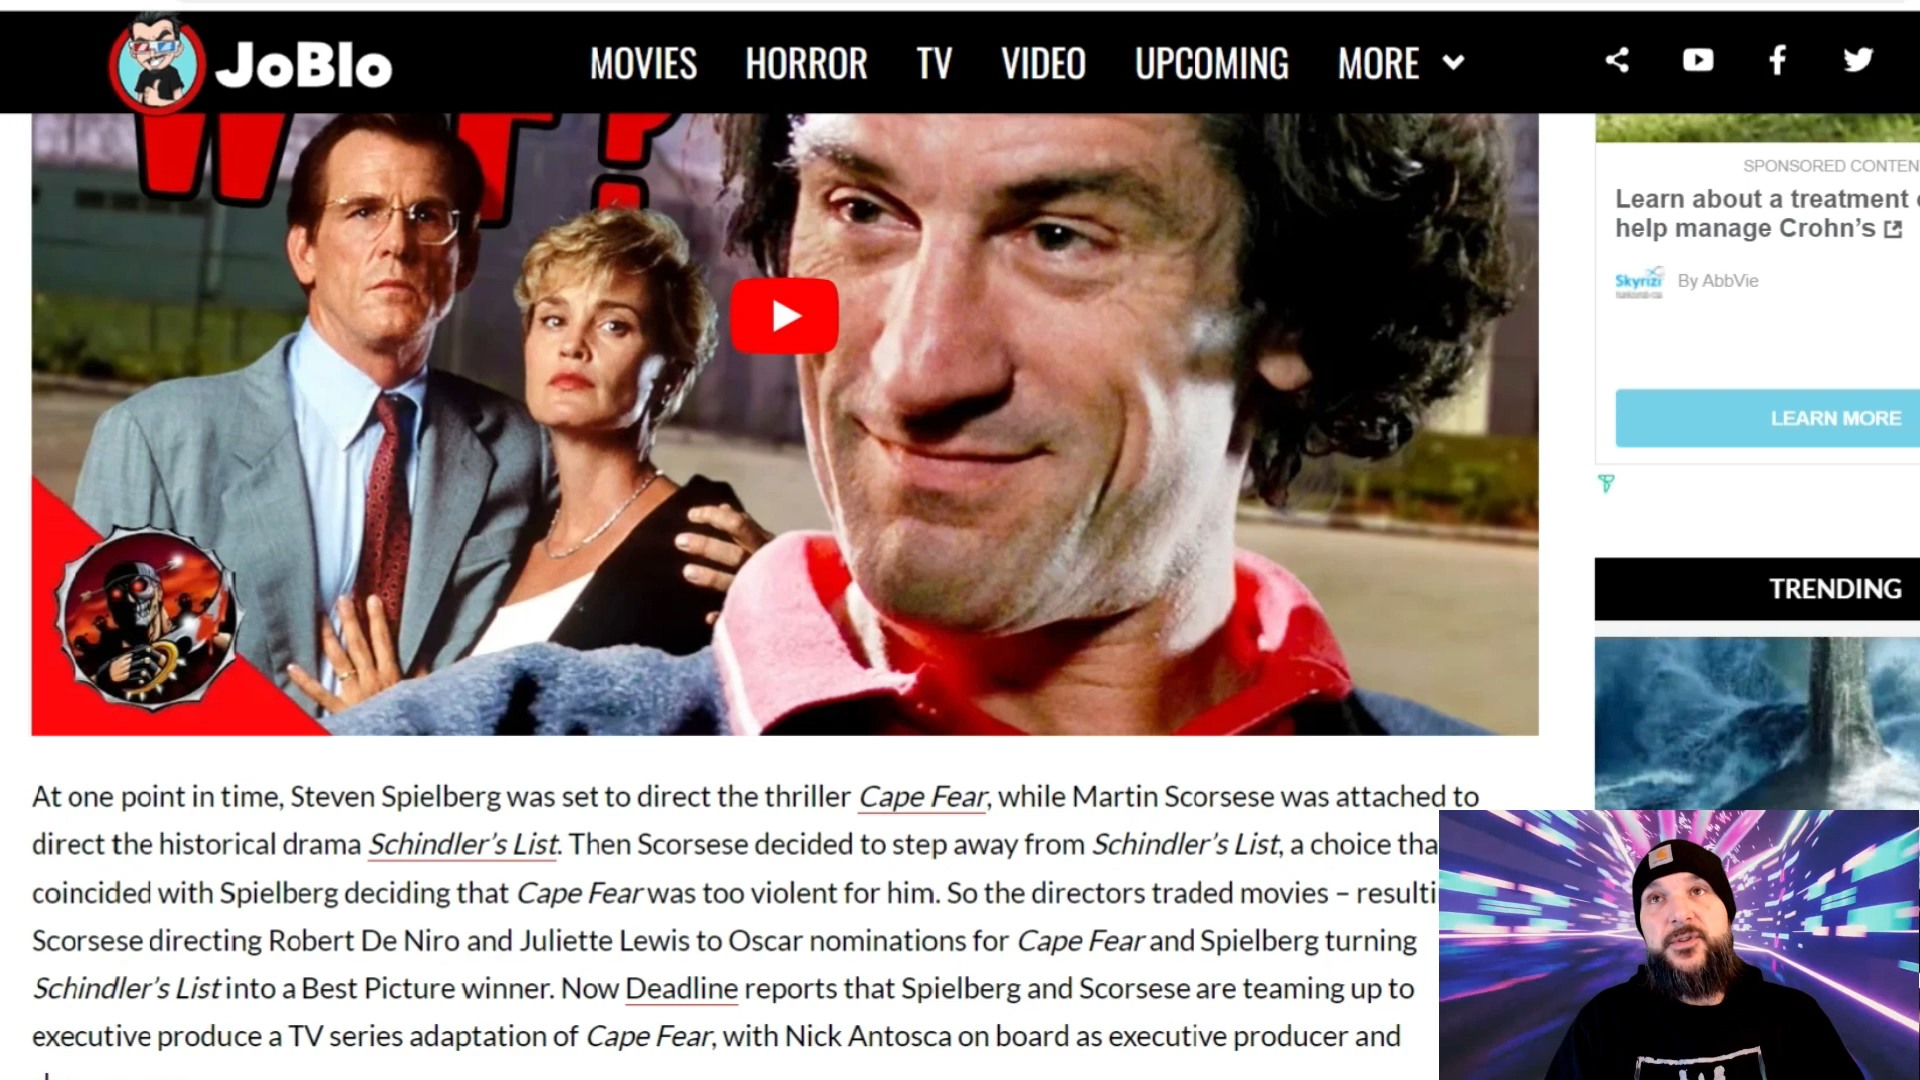 JoBlo
MOVIES HORROR TV VIDEO UPCOMING MORE
SPONSORED CONTEN
Learn about a treatment
help manage Crohn's
Skyrizi
By AbbVie
LEARN MORE
TRENDING
At one point in time, Steven Spielberg was set to direct the thriller Cape Fear, while Martin Scorsese was attached to
direct the historical drama Schindler's List. Then Scorsese decided to step away from Schindler's List, a choice tha
coincided with Spielberg deciding that Cape Fear was too violent for him. So the directors traded movies – resulti
Scorsese directing Robert De Niro and Juliette Lewis to Oscar nominations for Cape Fear and Spielberg turning
Schindler's List into a Best Picture winner. Now Deadline reports that Spielberg and Scorsese are teaming up to
executive produce a TV series adaptation of Cape Fear, with Nick Antosca on board as executive producer and